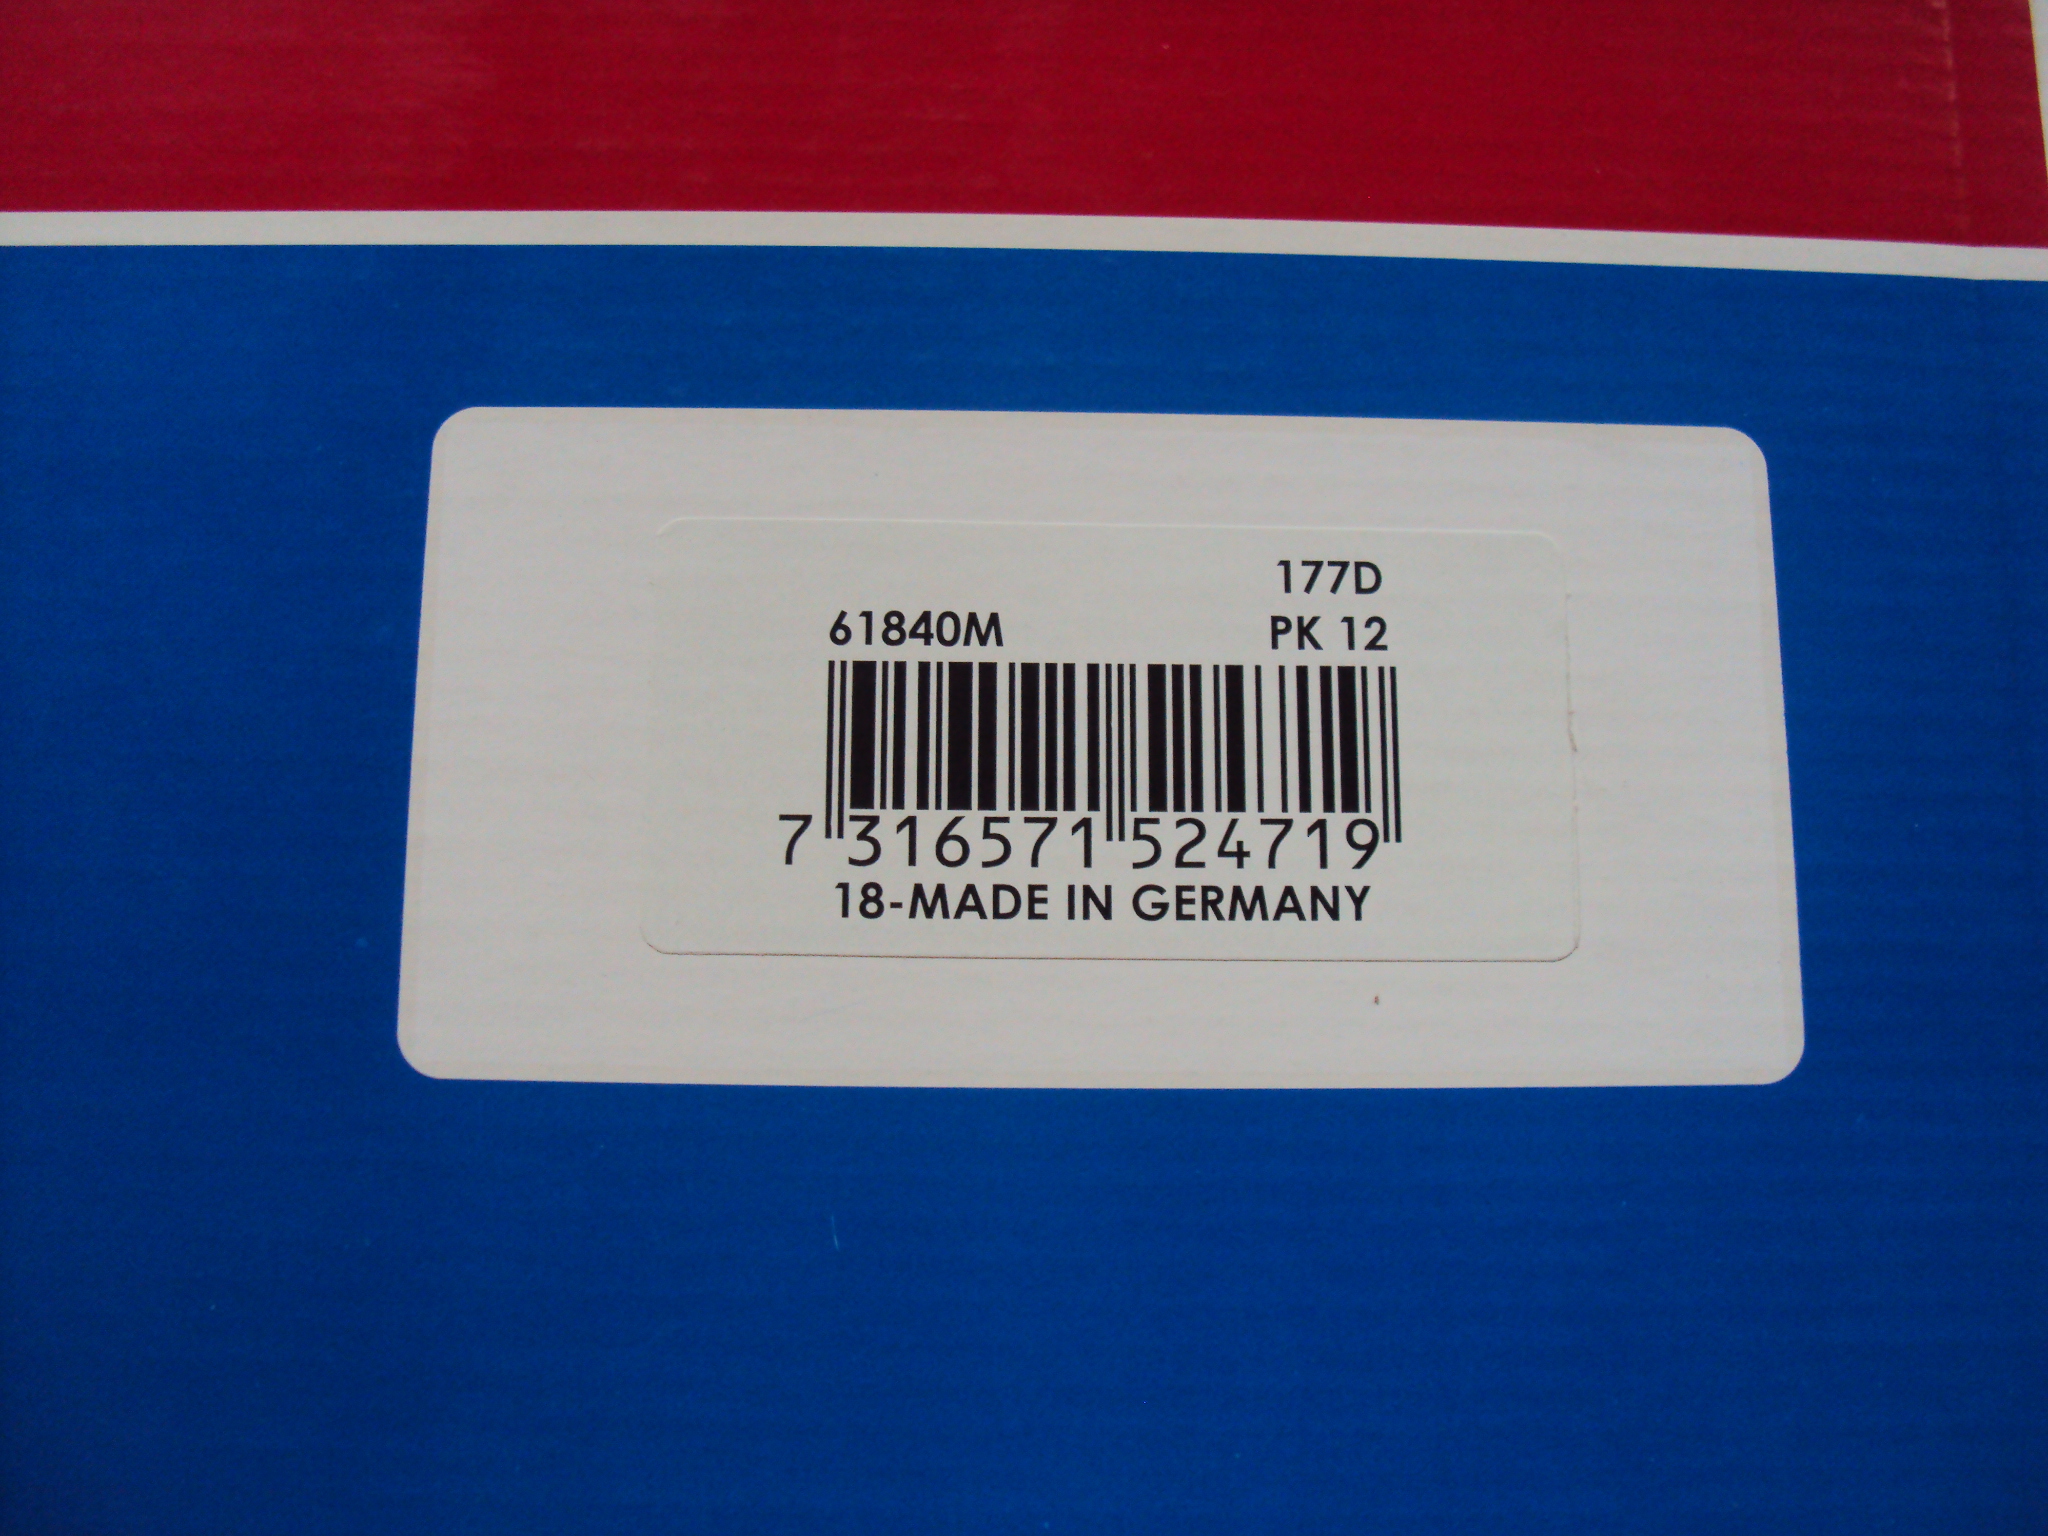 177D
61840M PK 12
7 316571 524719
18-MADE IN GERMANY